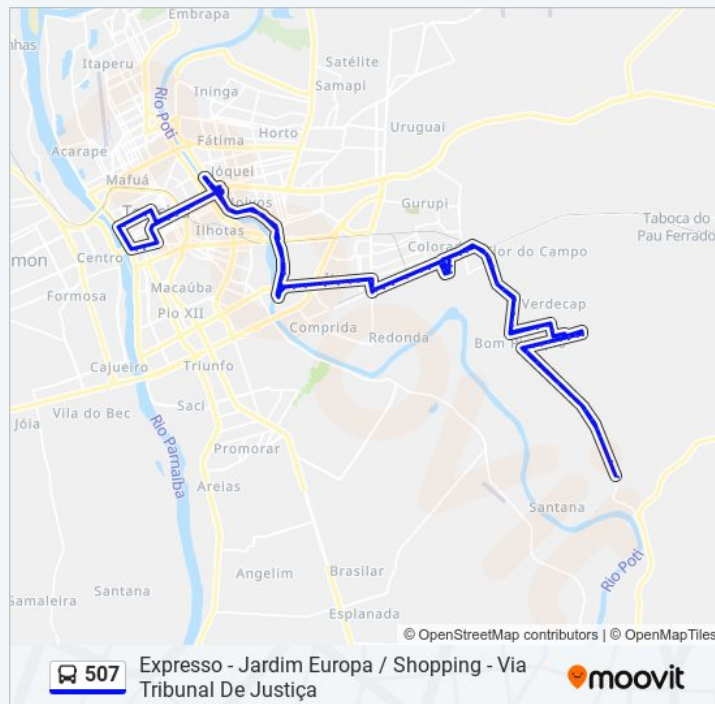 Embrapa
Itaperu
Satélite
Samapi
Ininga
Rio Poti
Horto
Uruguai
Fátima
Acarape
Jóquei
Mafuá
Gurupi
Taboca do
Pau Ferrado
Ilhotas
Flor do Campo
Centro
Formosa
Macaúba
Verdecap
Pio XII
Comprida
Redonda
Cajueiro
Triunfo
Vila do Bec
Saci
Jóia
Promorar
Rio Parnaíba
Areias
Santana
Angelim
Brasilar
Rio Poti
Santana
Samaleira
Esplanada
© OpenStreetMap contributors | © OpenMapTiles
507
Expresso - Jardim Europa / Shopping - Via
Tribunal De Justiça
moovit